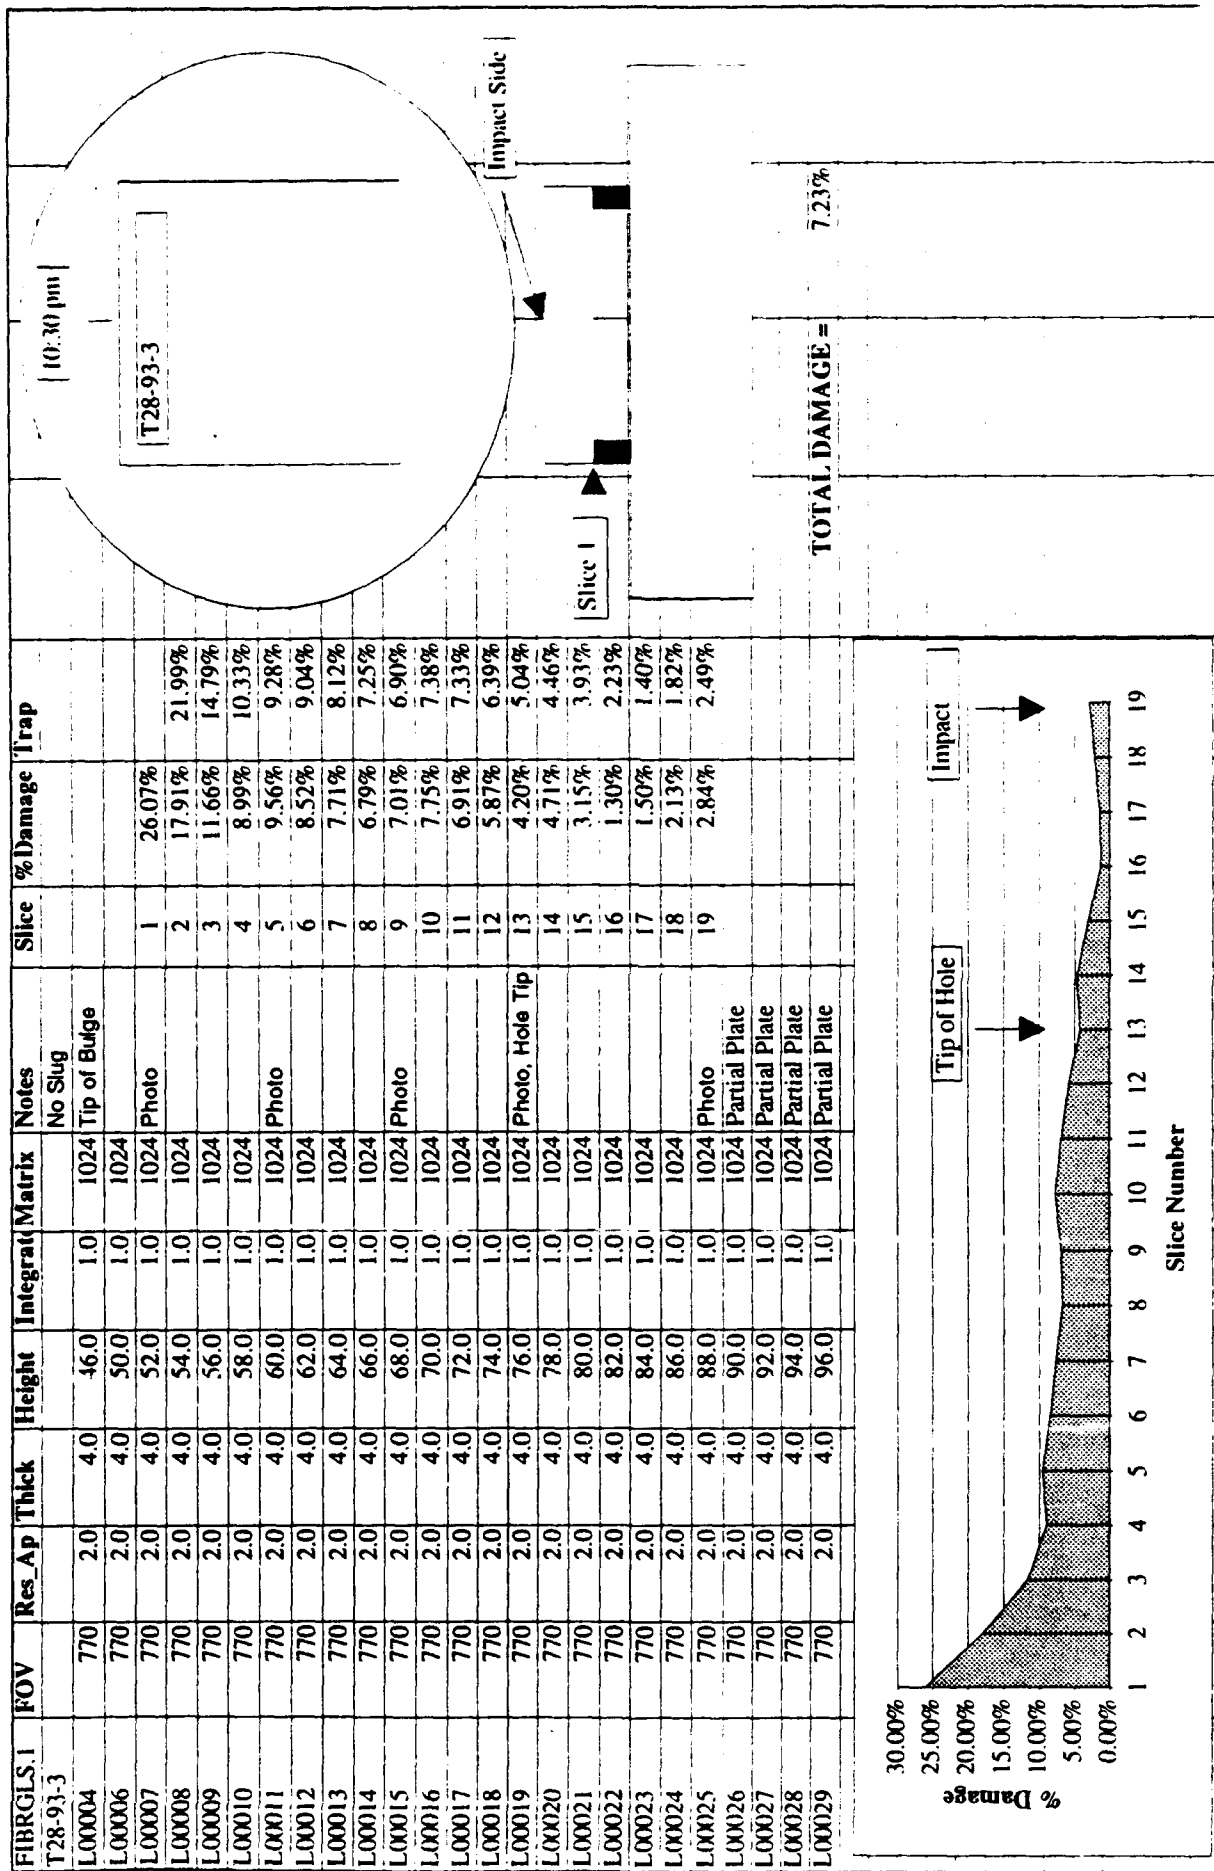 FIBRGLS.1 FOV Res_Ap Thick Height Integrat Matrix Notes Slice %Damage Trap
T28-93-3 No Slug
L00004 770 2.0 4.0 46.0 1.0 1024 Tip of Bulge
L00006 770 2.0 4.0 50.0 1.0 1024
L00007 770 2.0 4.0 52.0 1.0 1024 Photo 1 26.07%
L00008 770 2.0 4.0 54.0 1.0 1024 2 17.91% 21.99%
L00009 770 2.0 4.0 56.0 1.0 1024 3 11.66% 14.79%
L00010 770 2.0 4.0 58.0 1.0 1024 4 8.99% 10.33%
L00011 770 2.0 4.0 60.0 1.0 1024 Photo 5 9.56% 9.28%
L00012 770 2.0 4.0 62.0 1.0 1024 6 8.52% 9.04%
L00013 770 2.0 4.0 64.0 1.0 1024 7 7.71% 8.12%
L00014 770 2.0 4.0 66.0 1.0 1024 8 6.79% 7.25%
L00015 770 2.0 4.0 68.0 1.0 1024 Photo 9 7.01% 6.90%
L00016 770 2.0 4.0 70.0 1.0 1024 10 7.75% 7.38%
L00017 770 2.0 4.0 72.0 1.0 1024 11 6.91% 7.33%
L00018 770 2.0 4.0 74.0 1.0 1024 12 5.87% 6.39%
L00019 770 2.0 4.0 76.0 1.0 1024 Photo, Hole Tip 13 4.20% 5.04%
L00020 770 2.0 4.0 78.0 1.0 1024 14 4.71% 4.46%
L00021 770 2.0 4.0 80.0 1.0 1024 15 3.15% 3.93%
L00022 770 2.0 4.0 82.0 1.0 1024 16 1.30% 2.23%
L00023 770 2.0 4.0 84.0 1.0 1024 17 1.50% 1.40%
L00024 770 2.0 4.0 86.0 1.0 1024 18 2.13% 1.82%
L00025 770 2.0 4.0 88.0 1.0 1024 Photo 19 2.84% 2.49%
L00026 770 2.0 4.0 90.0 1.0 1024 Partial Plate
L00027 770 2.0 4.0 92.0 1.0 1024 Partial Plate
L00028 770 2.0 4.0 94.0 1.0 1024 Partial Plate
L00029 770 2.0 4.0 96.0 1.0 1024 Partial Plate
10:30 pm
T28-93-3
Impact Side
Slice 1
TOTAL DAMAGE = 7.23%
% Damage
30.00%
25.00%
20.00%
15.00%
10.00%
5.00%
0.00%
Tip of Hole
Impact
1 2 3 4 5 6 7 8 9 10 11 12 13 14 15 16 17 18 19
Slice Number